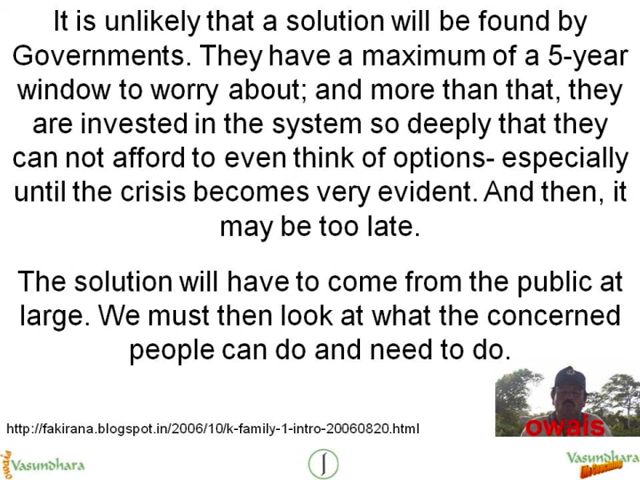 It is unlikely that a solution will be found by
Governments. They have a maximum of a 5-year
window to worry about; and more than that, they
are invested in the system so deeply that they
can not afford to even think of options- especially
until the crisis becomes very evident. And then, it
may be too late.
The solution will have to come from the public at
large. We must then look at what the concerned
people can do and need to do.
owais
http://fakirana.blogspot.in/2006/10/k-family-1-intro-20060820.html
owais
Vasundhara
Vasundhara
Life Coaching